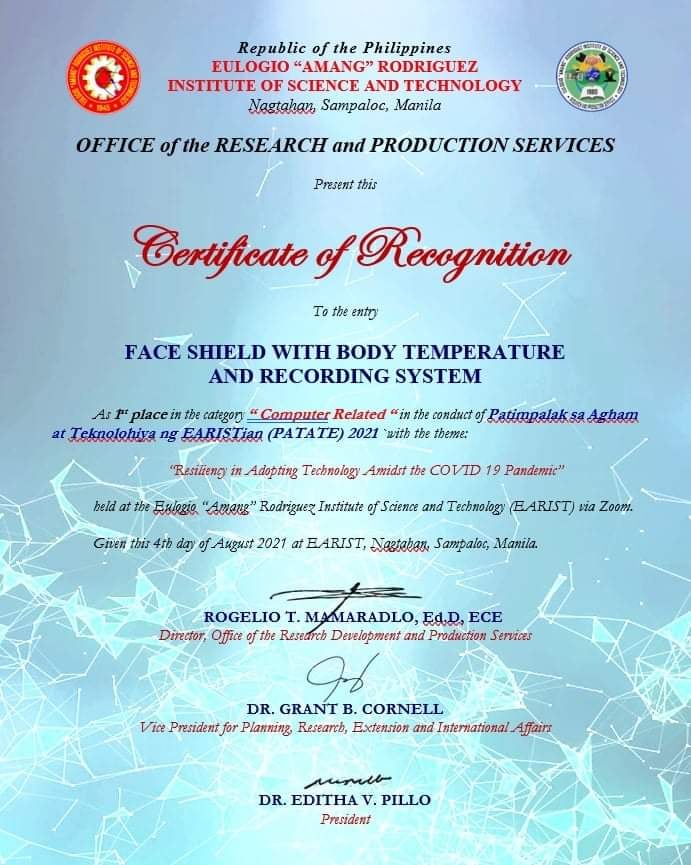 Republic of the Philippines
EULOGIO “AMANG” RODRIGUEZ
INSTITUTE OF SCIENCE AND TECHNOLOGY
Nagtahan, Sampaloc, Manila
OFFICE of the RESEARCH and PRODUCTION SERVICES
Present this
Certificate of Recognition
To the entry
FACE SHIELD WITH BODY TEMPERATURE
AND RECORDING SYSTEM
As 1st place in the category “ Computer Related “ in the conduct of Patimpalak sa Agham
at Teknolohiya ng EARISTian (PATATE) 2021 `with the theme:
“Resiliency in Adopting Technology Amidst the COVID 19 Pandemic”
held at the Eulogio “Amang” Rodriguez Institute of Science and Technology (EARIST) via Zoom.
Given this 4th day of August 2021 at EARIST, Nagtahan, Sampaloc, Manila.
ROGELIO T. MAMARADLO, Ed.D, ECE
Director, Office of the Research Development and Production Services
DR. GRANT B. CORNELL
Vice President for Planning, Research, Extension and International Affairs
DR. EDITHA V. PILLO
President